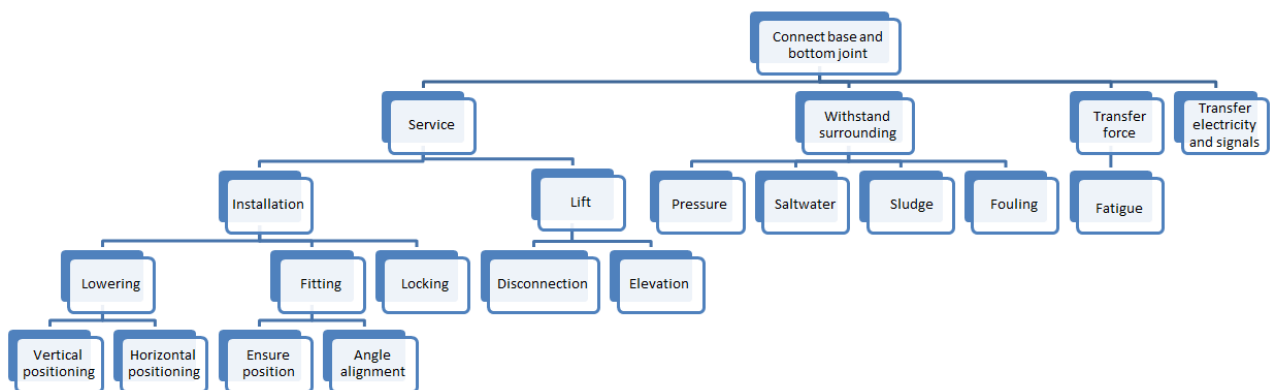 Connect base and
bottom joint
Service
Withstand
surrounding
Transfer
force
Transfer
electricity
and signals
Installation
Lift
Pressure
Saltwater
Sludge
Fouling
Fatigue
Lowering
Fitting
Locking
Disconnection
Elevation
Vertical
positioning
Horizontal
positioning
Ensure
position
Angle
alignment